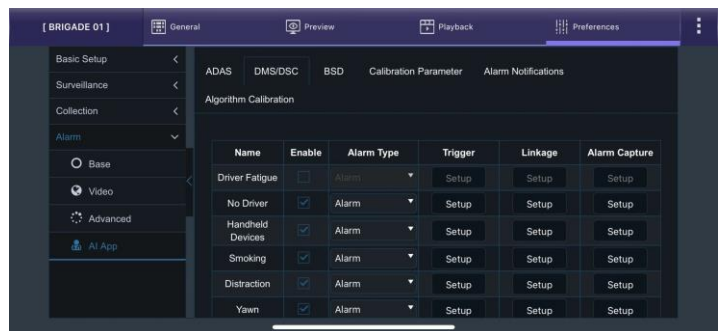 [ BRIGADE 01 ] General Preview Playback Preferences
Basic Setup
Surveillance
Collection
Alarm
Base
Video
Advanced
AI App
ADAS DMS/DSC BSD Calibration Parameter Alarm Notifications
Algorithm Calibration
Name Enable Alarm Type Trigger Linkage Alarm Capture
Driver Fatigue Alarm Setup Setup Setup
No Driver Alarm Setup Setup Setup
Handheld
Devices Alarm Setup Setup Setup
Smoking Alarm Setup Setup Setup
Distraction Alarm Setup Setup Setup
Yawn Alarm Setup Setup Setup